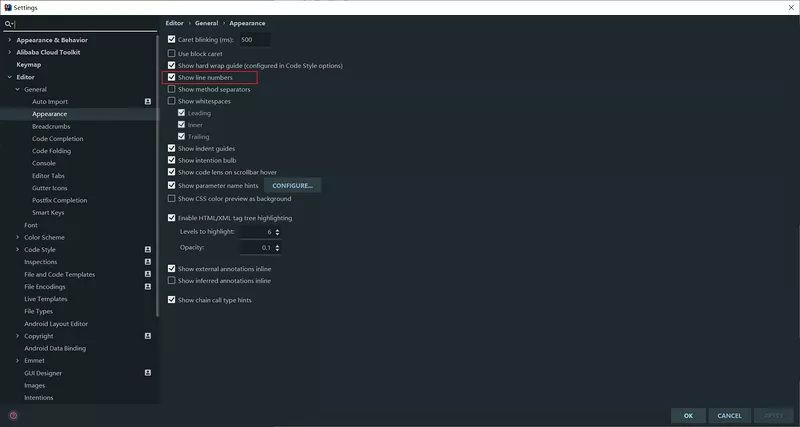 Settings
Appearance & Behavior
Alibaba Cloud Toolkit
Keymap
Editor
General
Auto Import
Appearance
Breadcrumbs
Code Completion
Code Folding
Console
Editor Tabs
Gutter Icons
Postfix Completion
Smart Keys
Font
Color Scheme
Code Style
Inspections
File and Code Templates
File Encodings
Live Templates
File Types
Android Layout Editor
Copyright
Android Data Binding
Emmet
GUI Designer
Images
Intentions
Editor › General › Appearance
Caret blinking (ms): 500
Use block caret
Show hard wrap guide (configured in Code Style options)
Show line numbers
Show method separators
Show whitespaces
Leading
Inner
Trailing
Show indent guides
Show intention bulb
Show code lens on scrollbar hover
Show parameter name hints CONFIGURE...
Show CSS color preview as background
Enable HTML/XML tag tree highlighting
Levels to highlight: 6
Opacity: 0.1
Show external annotations inline
Show inferred annotations inline
Show chain call type hints
OK CANCEL APPLY